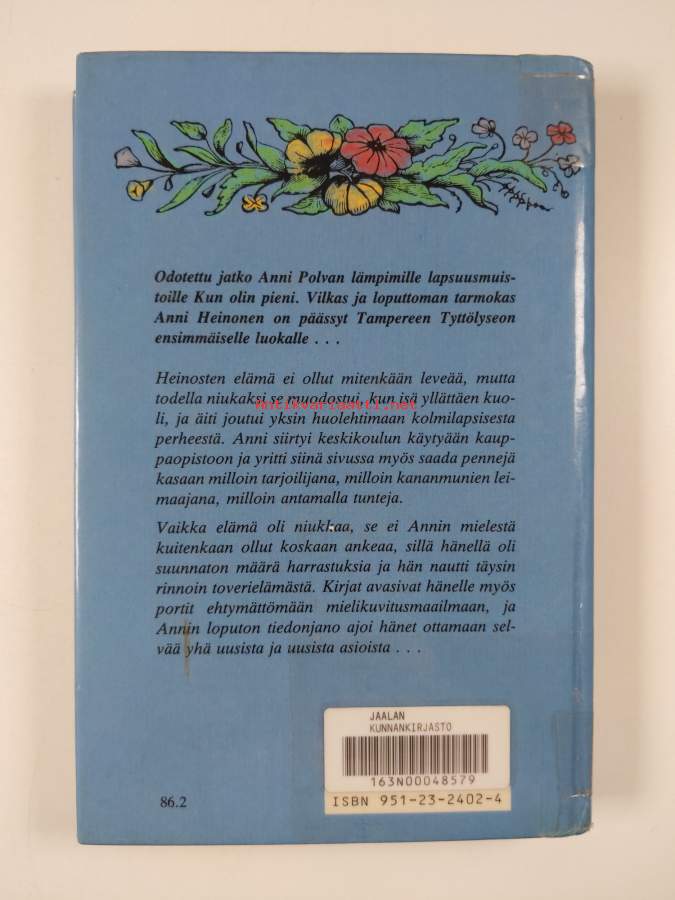 Odotettu jatko Anni Polvan lämpimille lapsuusmuis-
toille Kun olin pieni. Vilkas ja loputtoman tarmokas
Anni Heinonen on päässyt Tampereen Tyttölyseon
ensimmäiselle luokalle . . .
Heinosten elämä ei ollut mitenkään leveää, mutta
todella niukaksi se muodostui, kun isä yllättäen kuo-
li, ja äiti joutui yksin huolehtimaan kolmilapsisesta
perheestä. Anni siirtyi keskikoulun käytyään kaup-
paopistoon ja yritti siinä sivussa myös saada pennejä
kasaan milloin tarjoilijana, milloin kananmunien lei-
maajana, milloin antamalla tunteja.
Vaikka elämä oli niukkaa, se ei Annin mielestä
kuitenkaan ollut koskaan ankeaa, sillä hänellä oli
suunnaton määrä harrastuksia ja hän nautti täysin
rinnoin toverielämästä. Kirjat avasivat hänelle myös
portit ehtymättömään mielikuvitusmaailmaan, ja
Annin loputon tiedonjano ajoi hänet ottamaan sel-
vää yhä uusista ja uusista asioista . . .
Antikvariaatti.net
JAALAN
KUNNANKIRJASTO
163N00048579
ISBN 951-23-2402-4
86.2